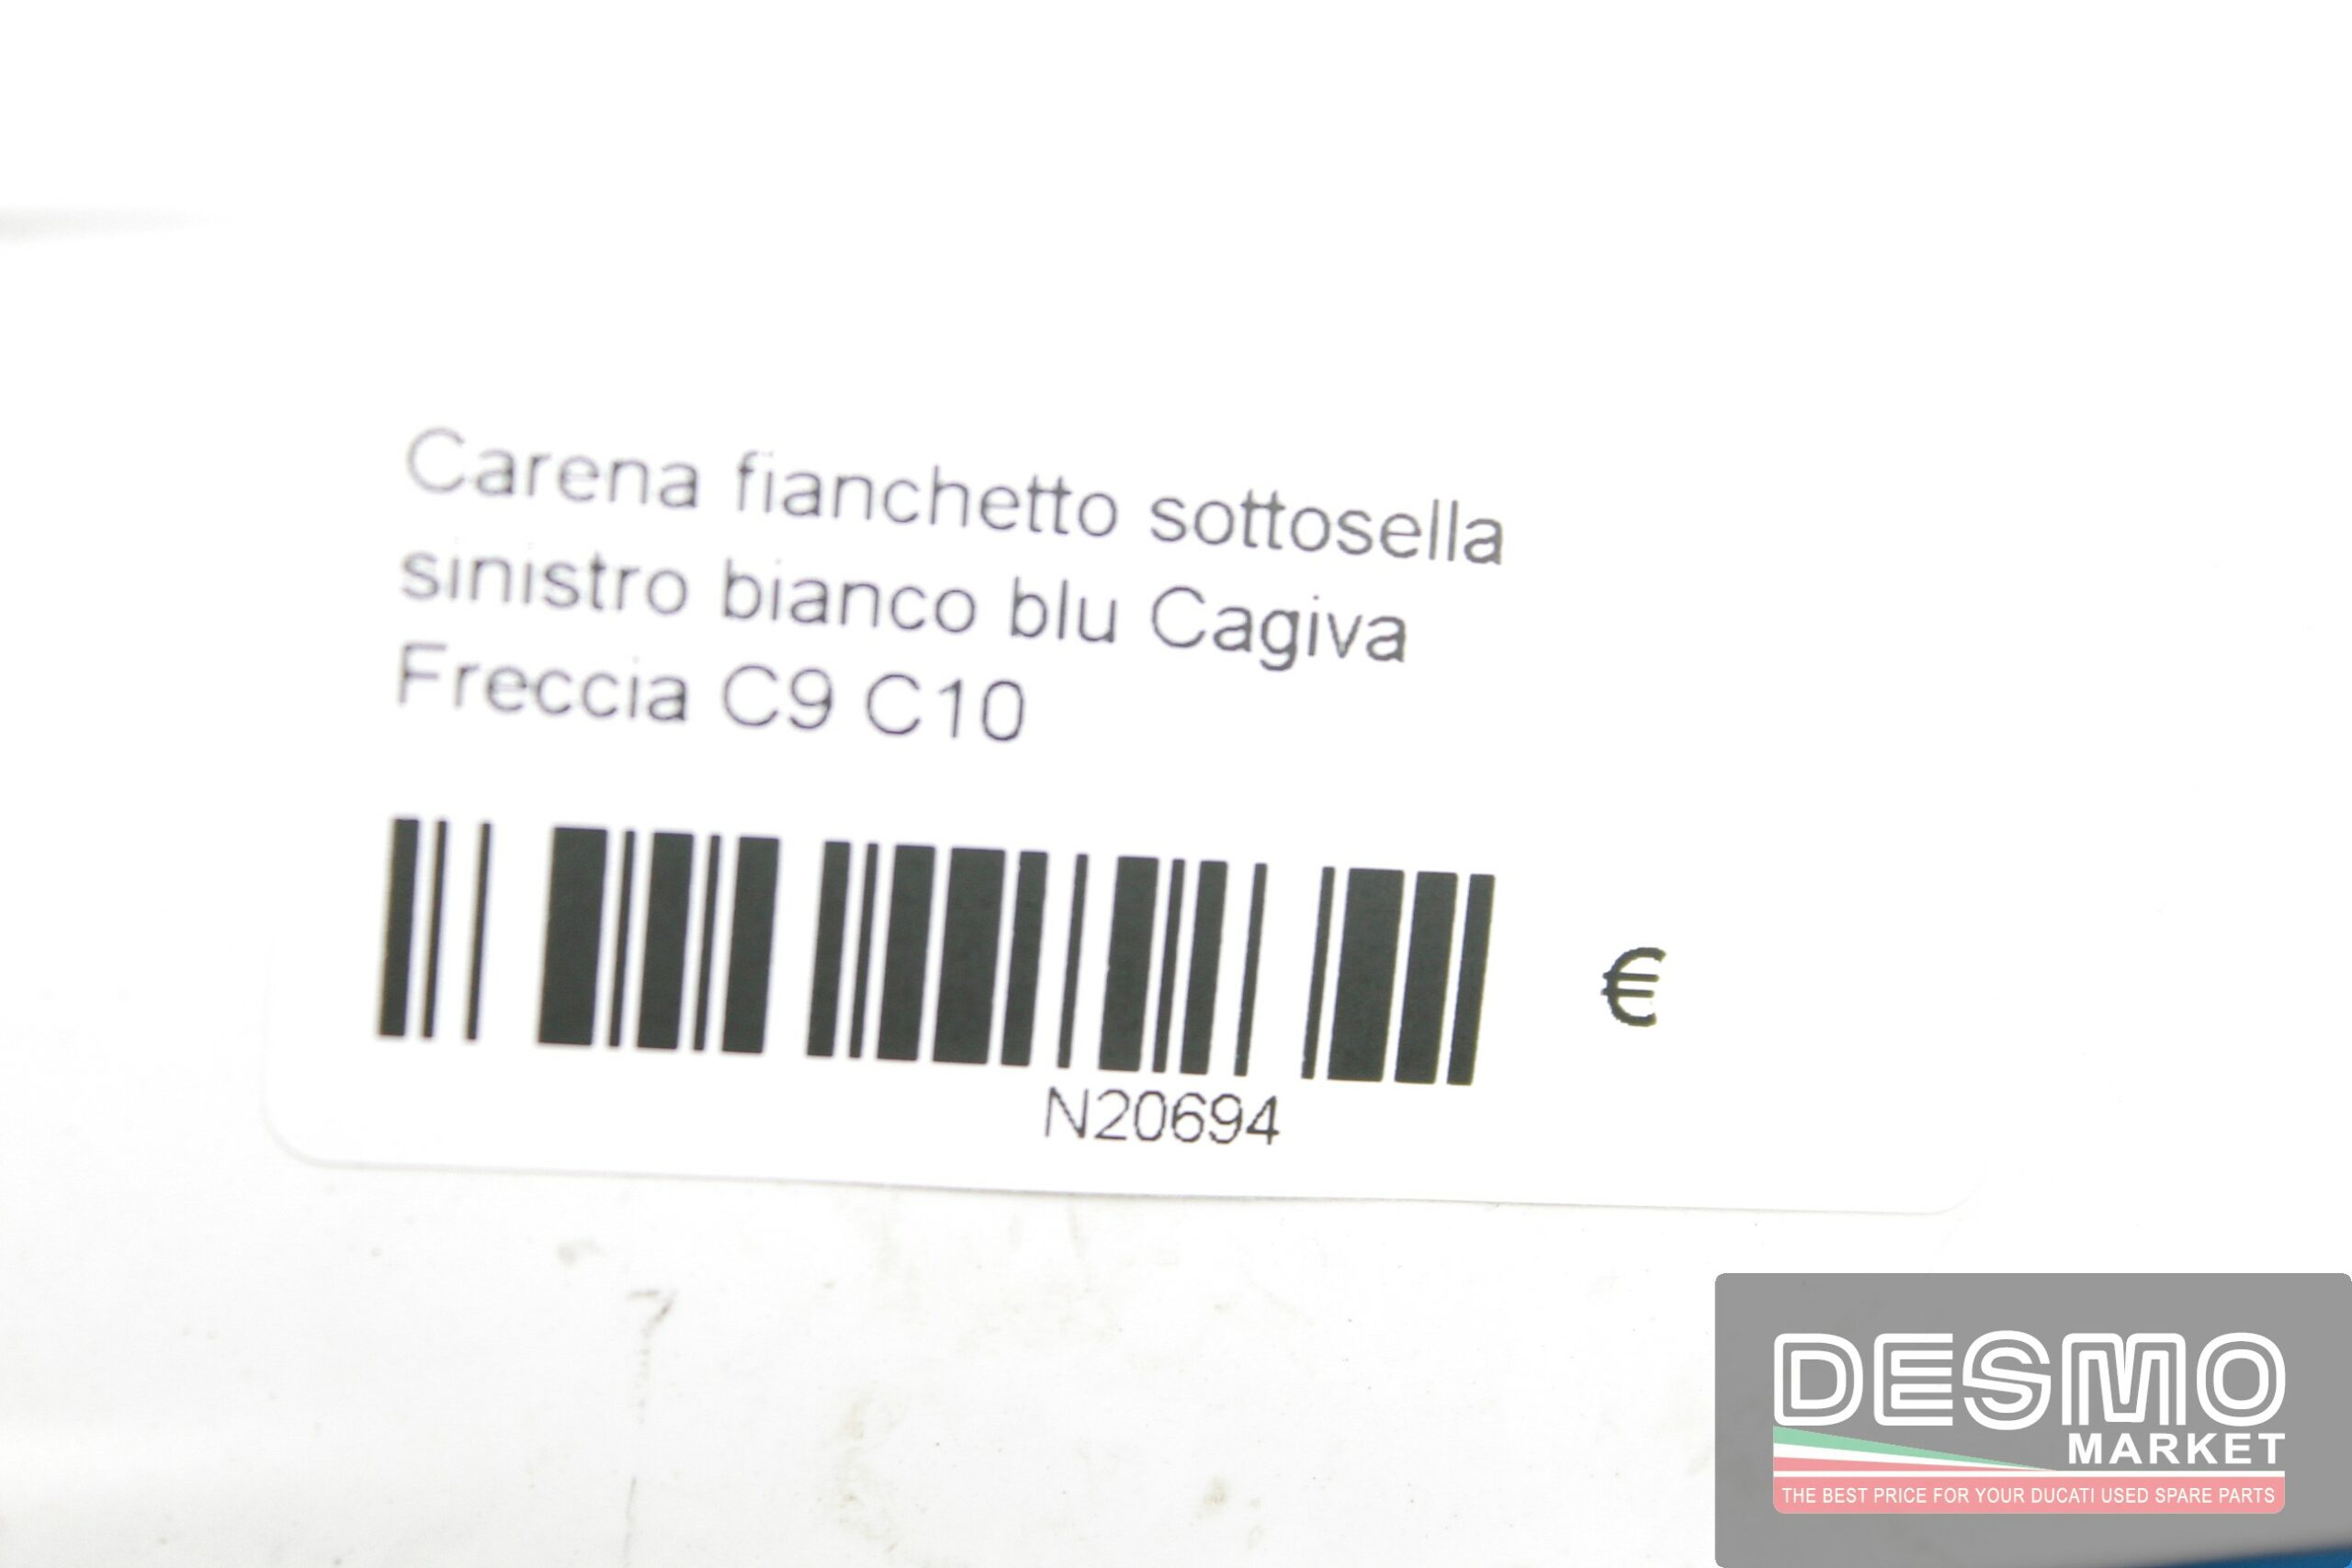 Carena fianchetto sottosella
sinistro bianco blu Cagiva
Freccia C9 C10
€
N20694
DESMO
MARKET
THE BEST PRICE FOR YOUR DUCATI USED SPARE PARTS